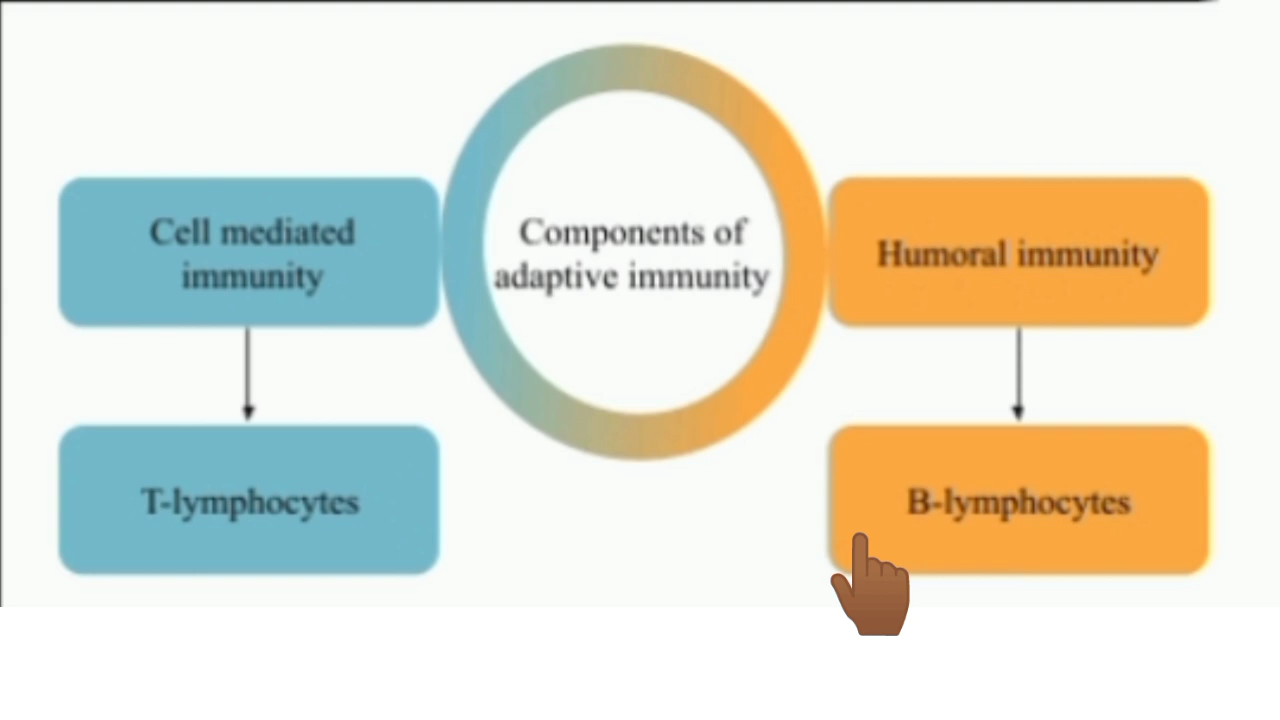 Components of
adaptive immunity
Cell mediated
immunity
Humoral immunity
T-lymphocytes
B-lymphocytes